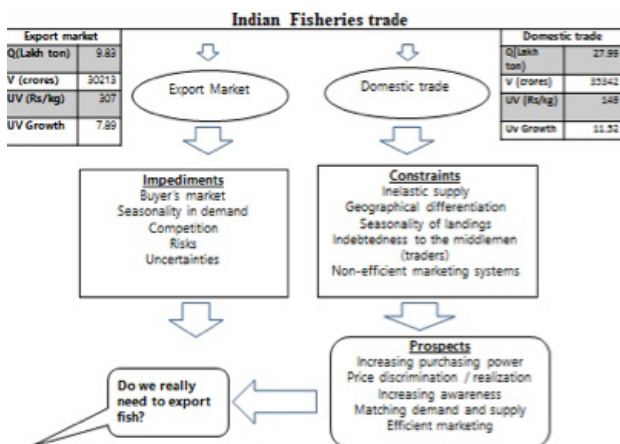 Indian Fisheries trade
Export market
Q(Lakh ton) 9.83
V (crores) 30213
UV (Rs/kg) 307
UV Growth 7.89
Domestic trade
Q(Lakh ton) 27.99
V (crores)
UV (Rs/kg) 149
Uv Growth 11.52
Export Market
Domestic trade
Impediments
Buyer's market
Seasonality in demand
Competition
Risks
Uncertainties
Constraints
Inelastic supply
Geographical differentiation
Seasonality of landings
Indebtedness to the middlemen
(traders)
Non-efficient marketing systems
Prospects
Increasing purchasing power
Price discrimination / realization
Increasing awareness
Matching demand and supply
Efficient marketing
Do we really
need to export
fish?